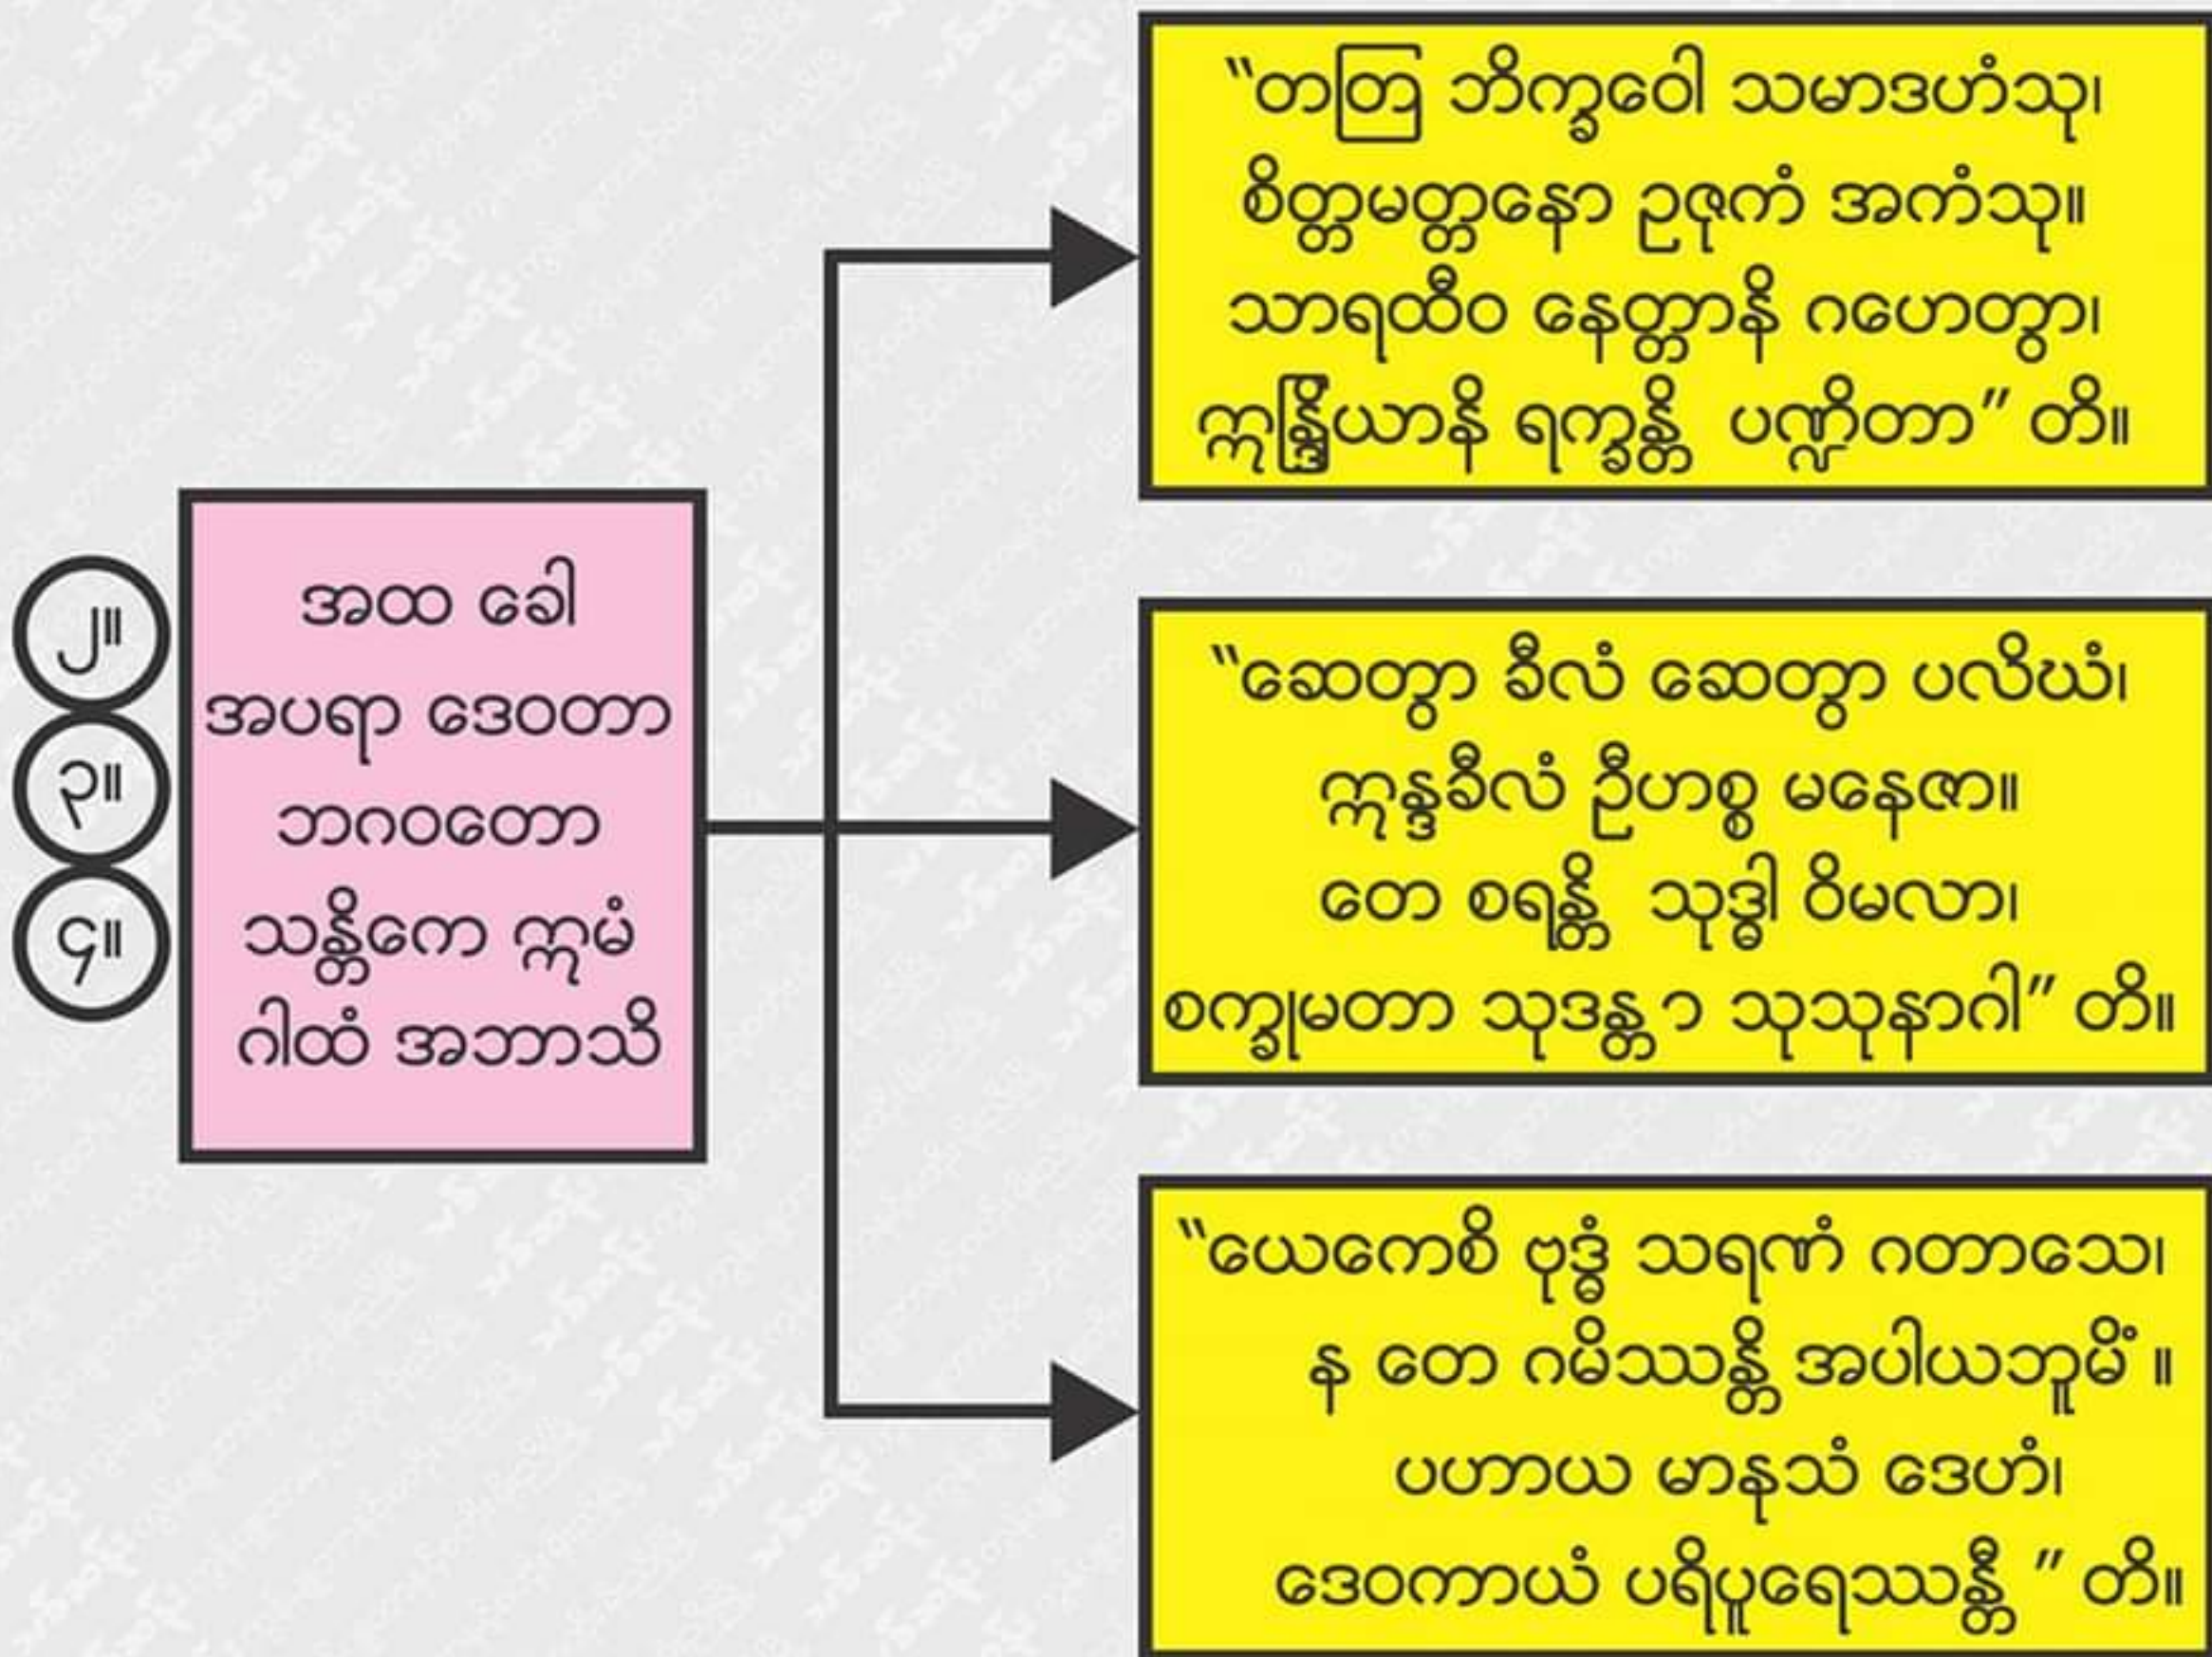 ၂။
၃။
၄။
အထ ခေါ
အပရာ ဒေဝတာ
ဘဂဝတော
သန္တိကေ ဣမံ
ဂါထံ အဘာသိ
“တတြ ဘိက္ခဝေါ သမာဒဟံသု၊
စိတ္တမတ္တနော ဥဇုကံ အကံသု။
သာရထီဝ နေတ္တာနိ ဂဟေတွာ၊
ဣန္ဒြိယာနိ ရက္ခန္တိ ပဏ္ဍိတာ” တိ။
“ဆေတွာ ခီလံ ဆေတွာ ပလိဃံ၊
ဣန္ဒခီလံ ဦဟစ္စ မနေဇာ။
တေ စရန္တိ သုဒ္ဓါ ဝိမလာ၊
စက္ခုမတာ သုဒန္တာ သုသုနာဂါ” တိ။
“ယေကေစိ ဗုဒ္ဓံ သရဏံ ဂတာသေ၊
န တေ ဂမိဿန္တိ အပါယဘူမိံ ။
ပဟာယ မာနုသံ ဒေဟံ၊
ဒေဝကာယံ ပရိပူရေဿန္တီ ” တိ။